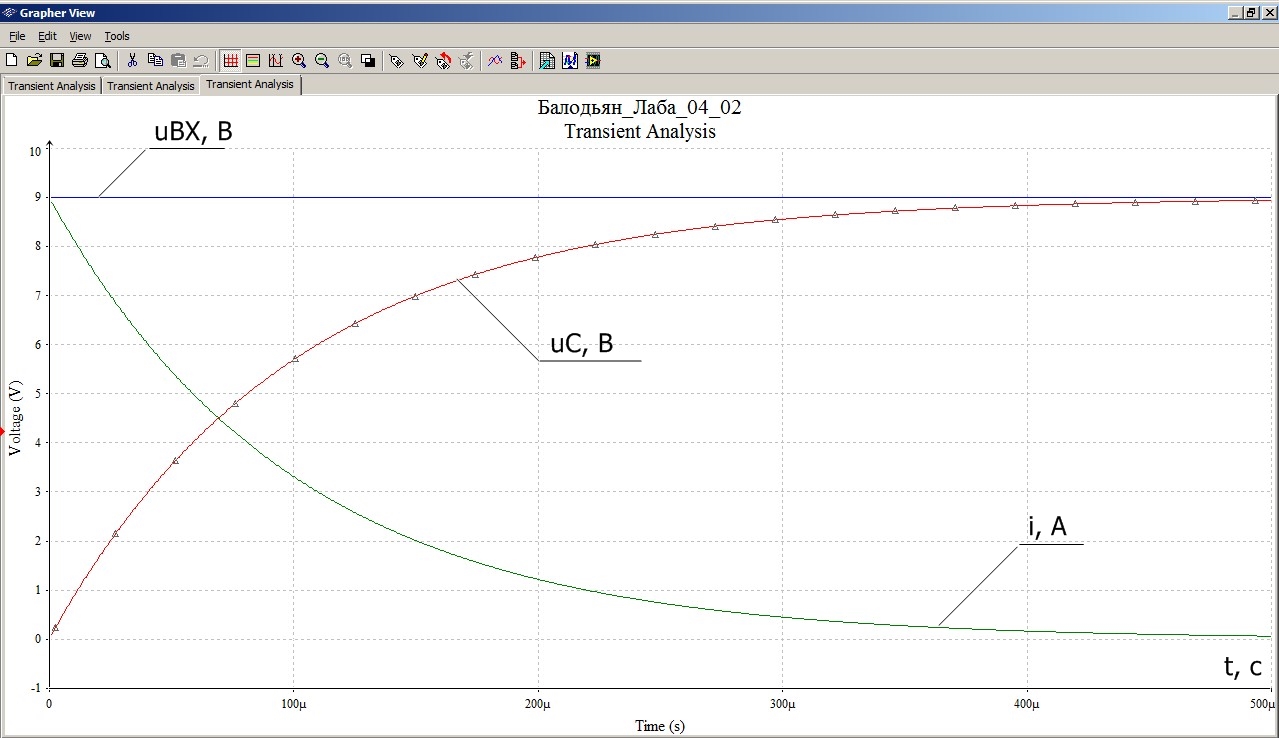 Grapher View
File Edit View Tools
Transient Analysis Transient Analysis Transient Analysis
Балодьян_Лаба_04_02
Transient Analysis
uВХ, В
10
9
8
7
6
5
4
3
2
1
0
-1
Voltage (V)
uC, В
i, А
t, с
0 100µ 200µ 300µ 400µ 500µ
Time (s)